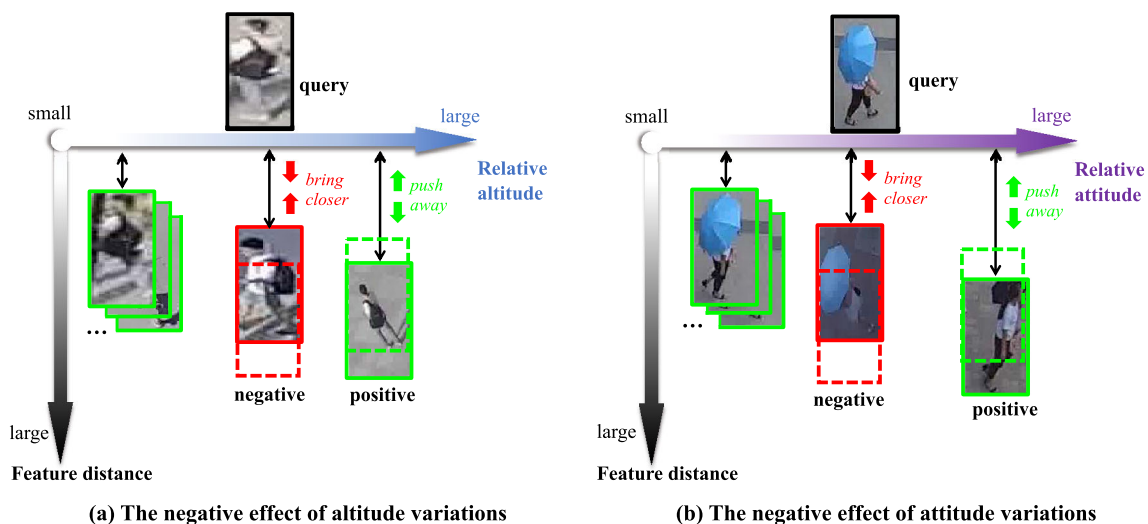 query
small
large
Relative
altitude
bring
closer
push
away
...
negative
positive
large
Feature distance
(a) The negative effect of altitude variations
query
small
large
Relative
attitude
bring
closer
push
away
...
negative
positive
large
Feature distance
(b) The negative effect of attitude variations